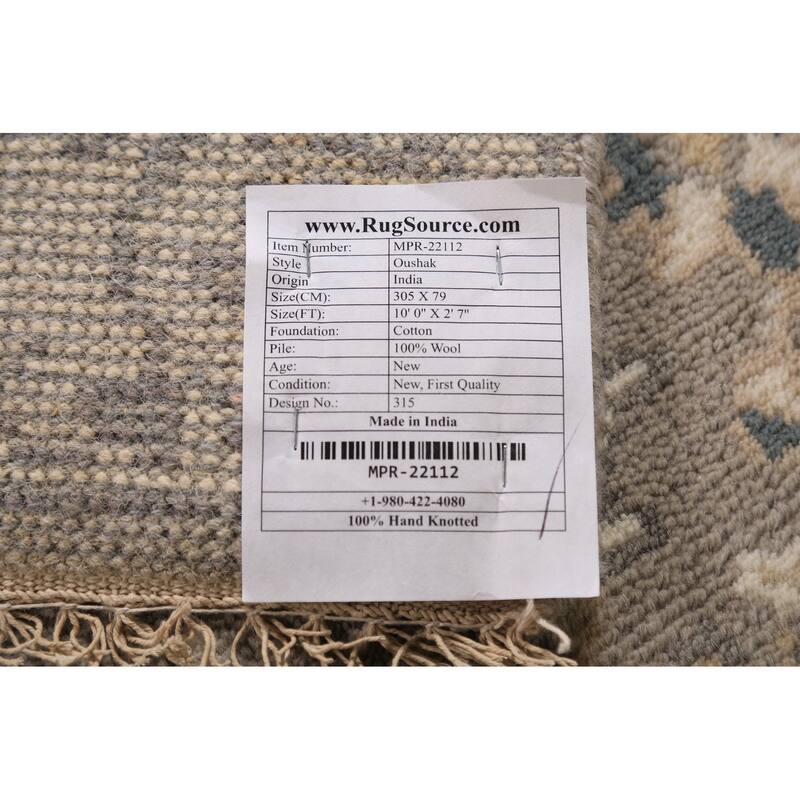 www.RugSource.com
Item Number: MPR-22112
Style Oushak
Origin India
Size(CM): 305 X 79
Size(FT): 10' 0" X 2' 7"
Foundation: Cotton
Pile: 100% Wool
Age: New
Condition: New, First Quality
Design No.: 315
Made in India
MPR-22112
+1-980-422-4080
100% Hand Knotted